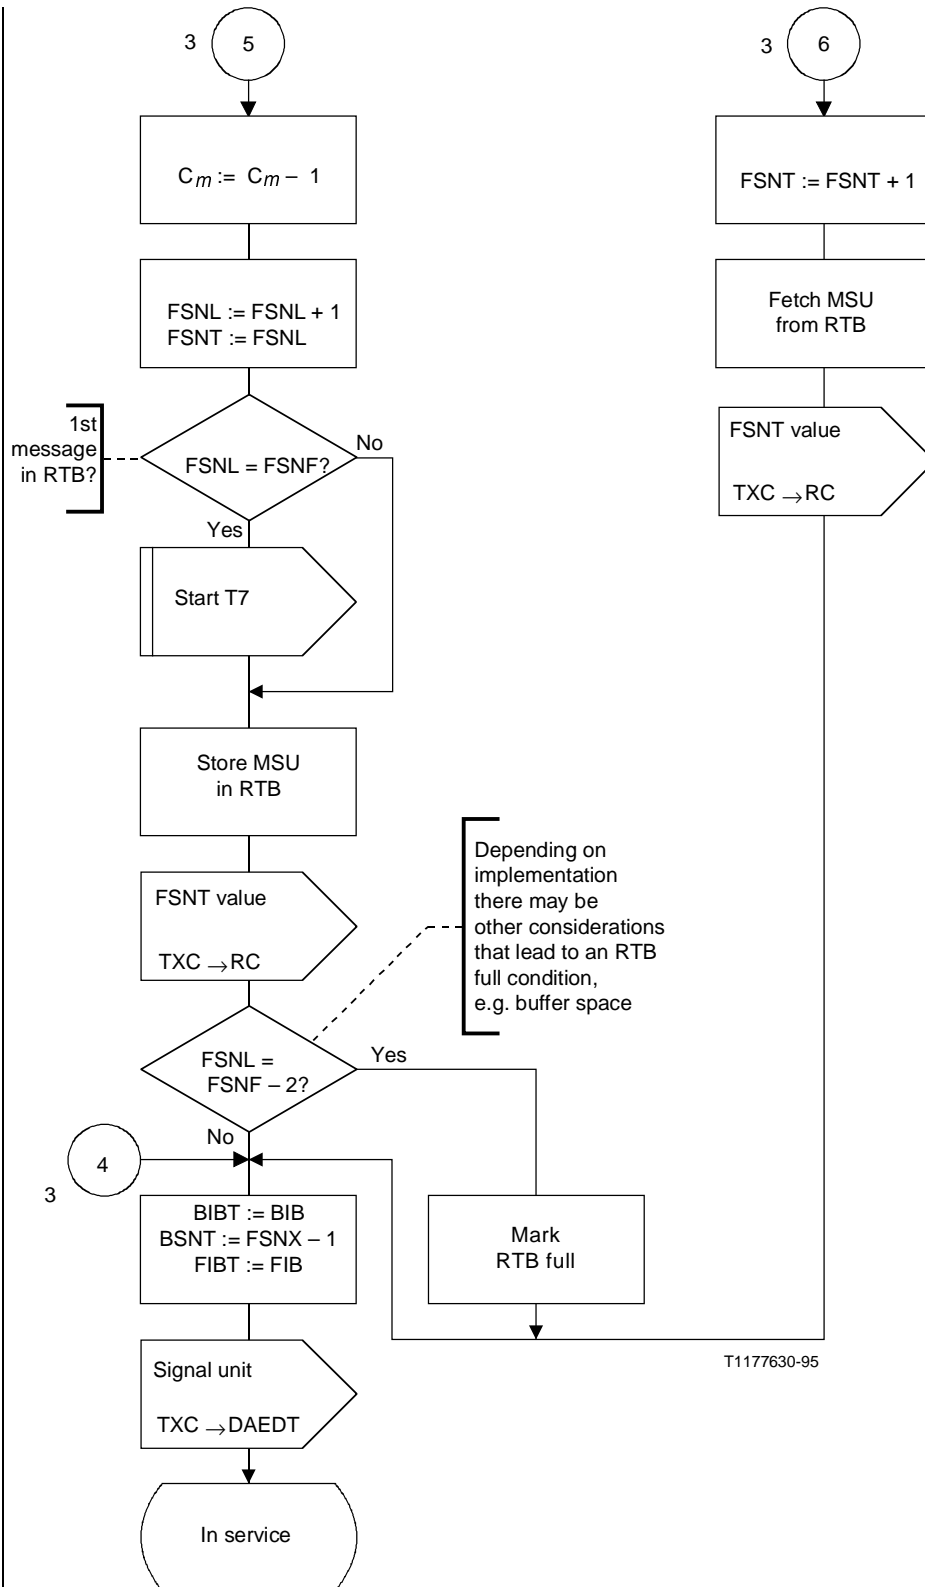 3
5
C m := C m – 1
FSNL := FSNL + 1
FSNT := FSNL
1st
message
in RTB?
FSNL = FSNF?
No
Yes
Start T7
Store MSU
in RTB
FSNT value
TXC → RC
Depending on
implementation
there may be
other considerations
that lead to an RTB
full condition,
e.g. buffer space
FSNL =
FSNF – 2?
Yes
No
4
3
BIBT := BIB
BSNT := FSNX – 1
FIBT := FIB
Mark
RTB full
Signal unit
TXC → DAEDT
In service
3
6
FSNT := FSNT + 1
Fetch MSU
from RTB
FSNT value
TXC → RC
T1177630-95